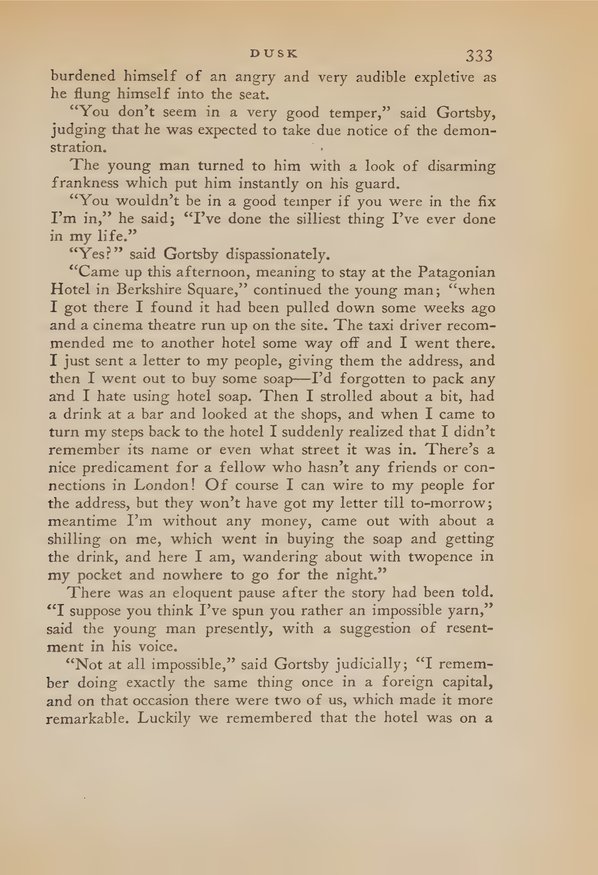 DUSK 333
burdened himself of an angry and very audible expletive as
he flung himself into the seat.
“You don’t seem in a very good temper,” said Gortsby,
judging that he was expected to take due notice of the demon-
stration.
The young man turned to him with a look of disarming
frankness which put him instantly on his guard.
“You wouldn’t be in a good temper if you were in the fix
I’m in,” he said; “I’ve done the silliest thing I’ve ever done
in my life.”
“Yes?” said Gortsby dispassionately.
“Came up this afternoon, meaning to stay at the Patagonian
Hotel in Berkshire Square,” continued the young man; “when
I got there I found it had been pulled down some weeks ago
and a cinema theatre run up on the site. The taxi driver recom-
mended me to another hotel some way off and I went there.
I just sent a letter to my people, giving them the address, and
then I went out to buy some soap—I’d forgotten to pack any
and I hate using hotel soap. Then I strolled about a bit, had
a drink at a bar and looked at the shops, and when I came to
turn my steps back to the hotel I suddenly realized that I didn’t
remember its name or even what street it was in. There’s a
nice predicament for a fellow who hasn’t any friends or con-
nections in London! Of course I can wire to my people for
the address, but they won’t have got my letter till to-morrow;
meantime I’m without any money, came out with about a
shilling on me, which went in buying the soap and getting
the drink, and here I am, wandering about with twopence in
my pocket and nowhere to go for the night.”
There was an eloquent pause after the story had been told.
“I suppose you think I’ve spun you rather an impossible yarn,”
said the young man presently, with a suggestion of resent-
ment in his voice.
“Not at all impossible,” said Gortsby judicially; “I remem-
ber doing exactly the same thing once in a foreign capital,
and on that occasion there were two of us, which made it more
remarkable. Luckily we remembered that the hotel was on a